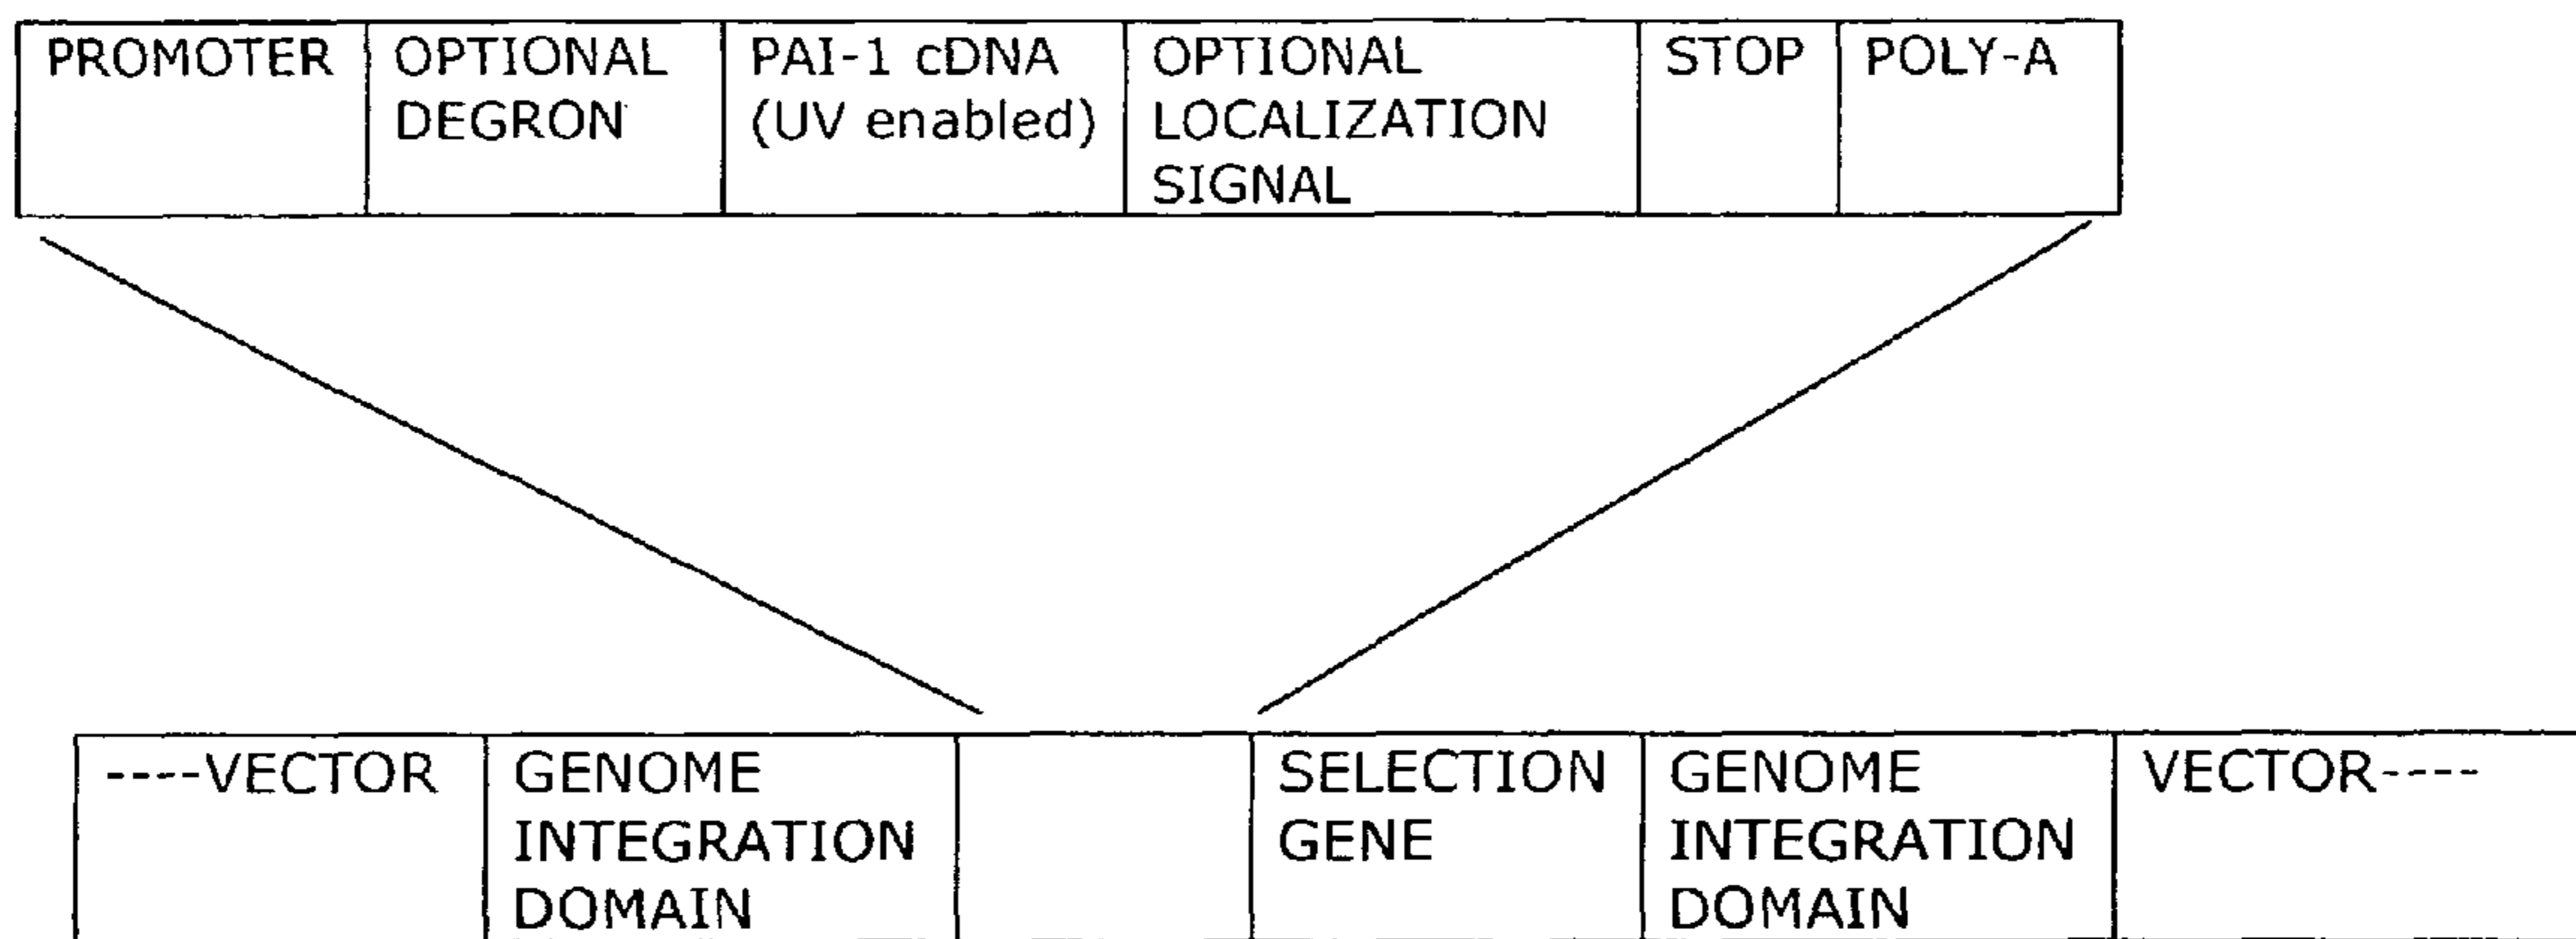 PROMOTER
OPTIONAL
DEGRON
PAI-1 cDNA
(UV enabled)
OPTIONAL
LOCALIZATION
SIGNAL
STOP
POLY-A
----VECTOR
GENOME
INTEGRATION
DOMAIN
SELECTION
GENE
GENOME
INTEGRATION
DOMAIN
VECTOR----